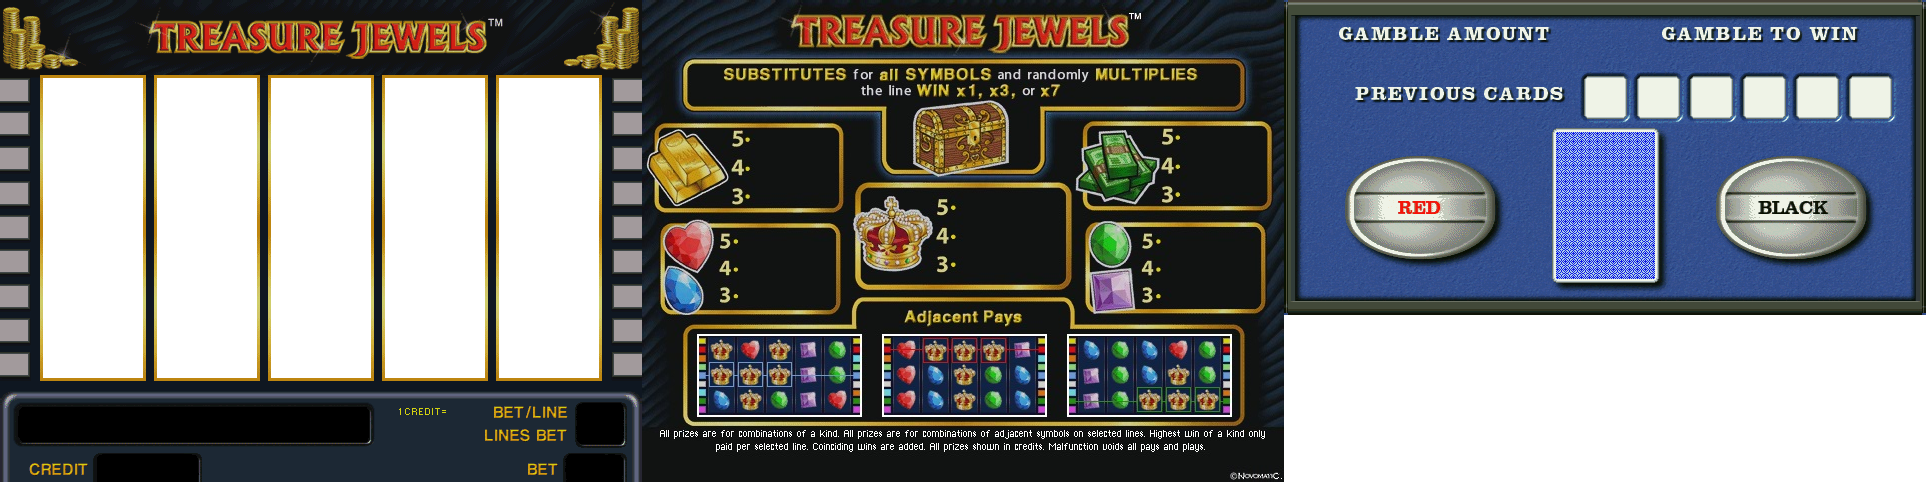 TREASURE JEWELS™
1 CREDIT=
BET/LINE
LINES BET
CREDIT
BET
TREASURE JEWELS™
SUBSTITUTES for all SYMBOLS and randomly MULTIPLIES
the line WIN x1, x3, or x7
5·
4·
3·
5·
4·
3·
5·
4·
3·
5·
4·
3·
5·
4·
3·
Adjacent Pays
All prizes are for combinations of a kind. All prizes are for combinations of adjacent symbols on selected lines. Highest win of a kind only
paid per selected line. Coinciding wins are added. All prizes shown in credits. Malfunction voids all pays and plays.
©NOVOMATIC.
GAMBLE AMOUNT
GAMBLE TO WIN
PREVIOUS CARDS
RED
BLACK